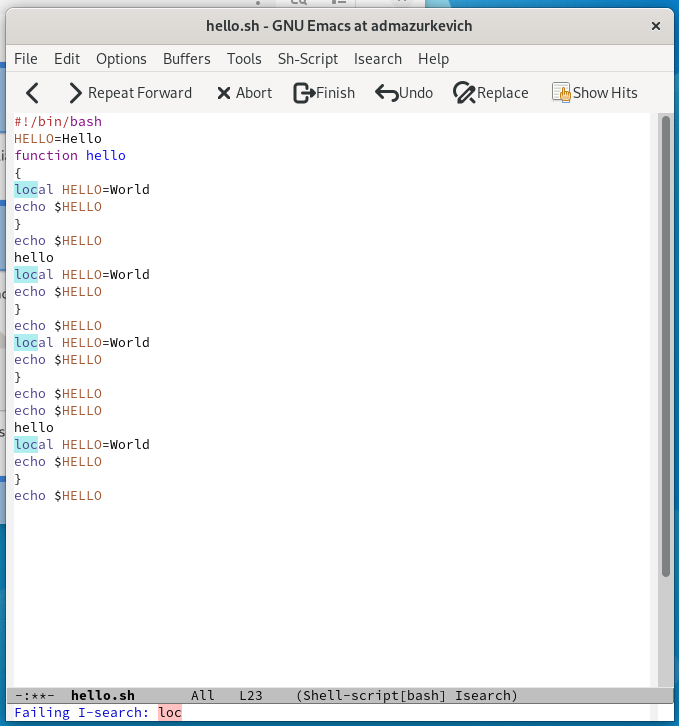 hello.sh - GNU Emacs at admazurkevich
File Edit Options Buffers Tools Sh-Script Isearch Help
Repeat Forward Abort Finish Undo Replace Show Hits
#!/bin/bash
HELLO=Hello
function hello
{
local HELLO=World
echo $HELLO
}
echo $HELLO
hello
local HELLO=World
echo $HELLO
}
echo $HELLO
local HELLO=World
echo $HELLO
}
echo $HELLO
echo $HELLO
hello
local HELLO=World
echo $HELLO
}
echo $HELLO
-:**- hello.sh All L23 (Shell-script[bash] Isearch)
Failing I-search: loc